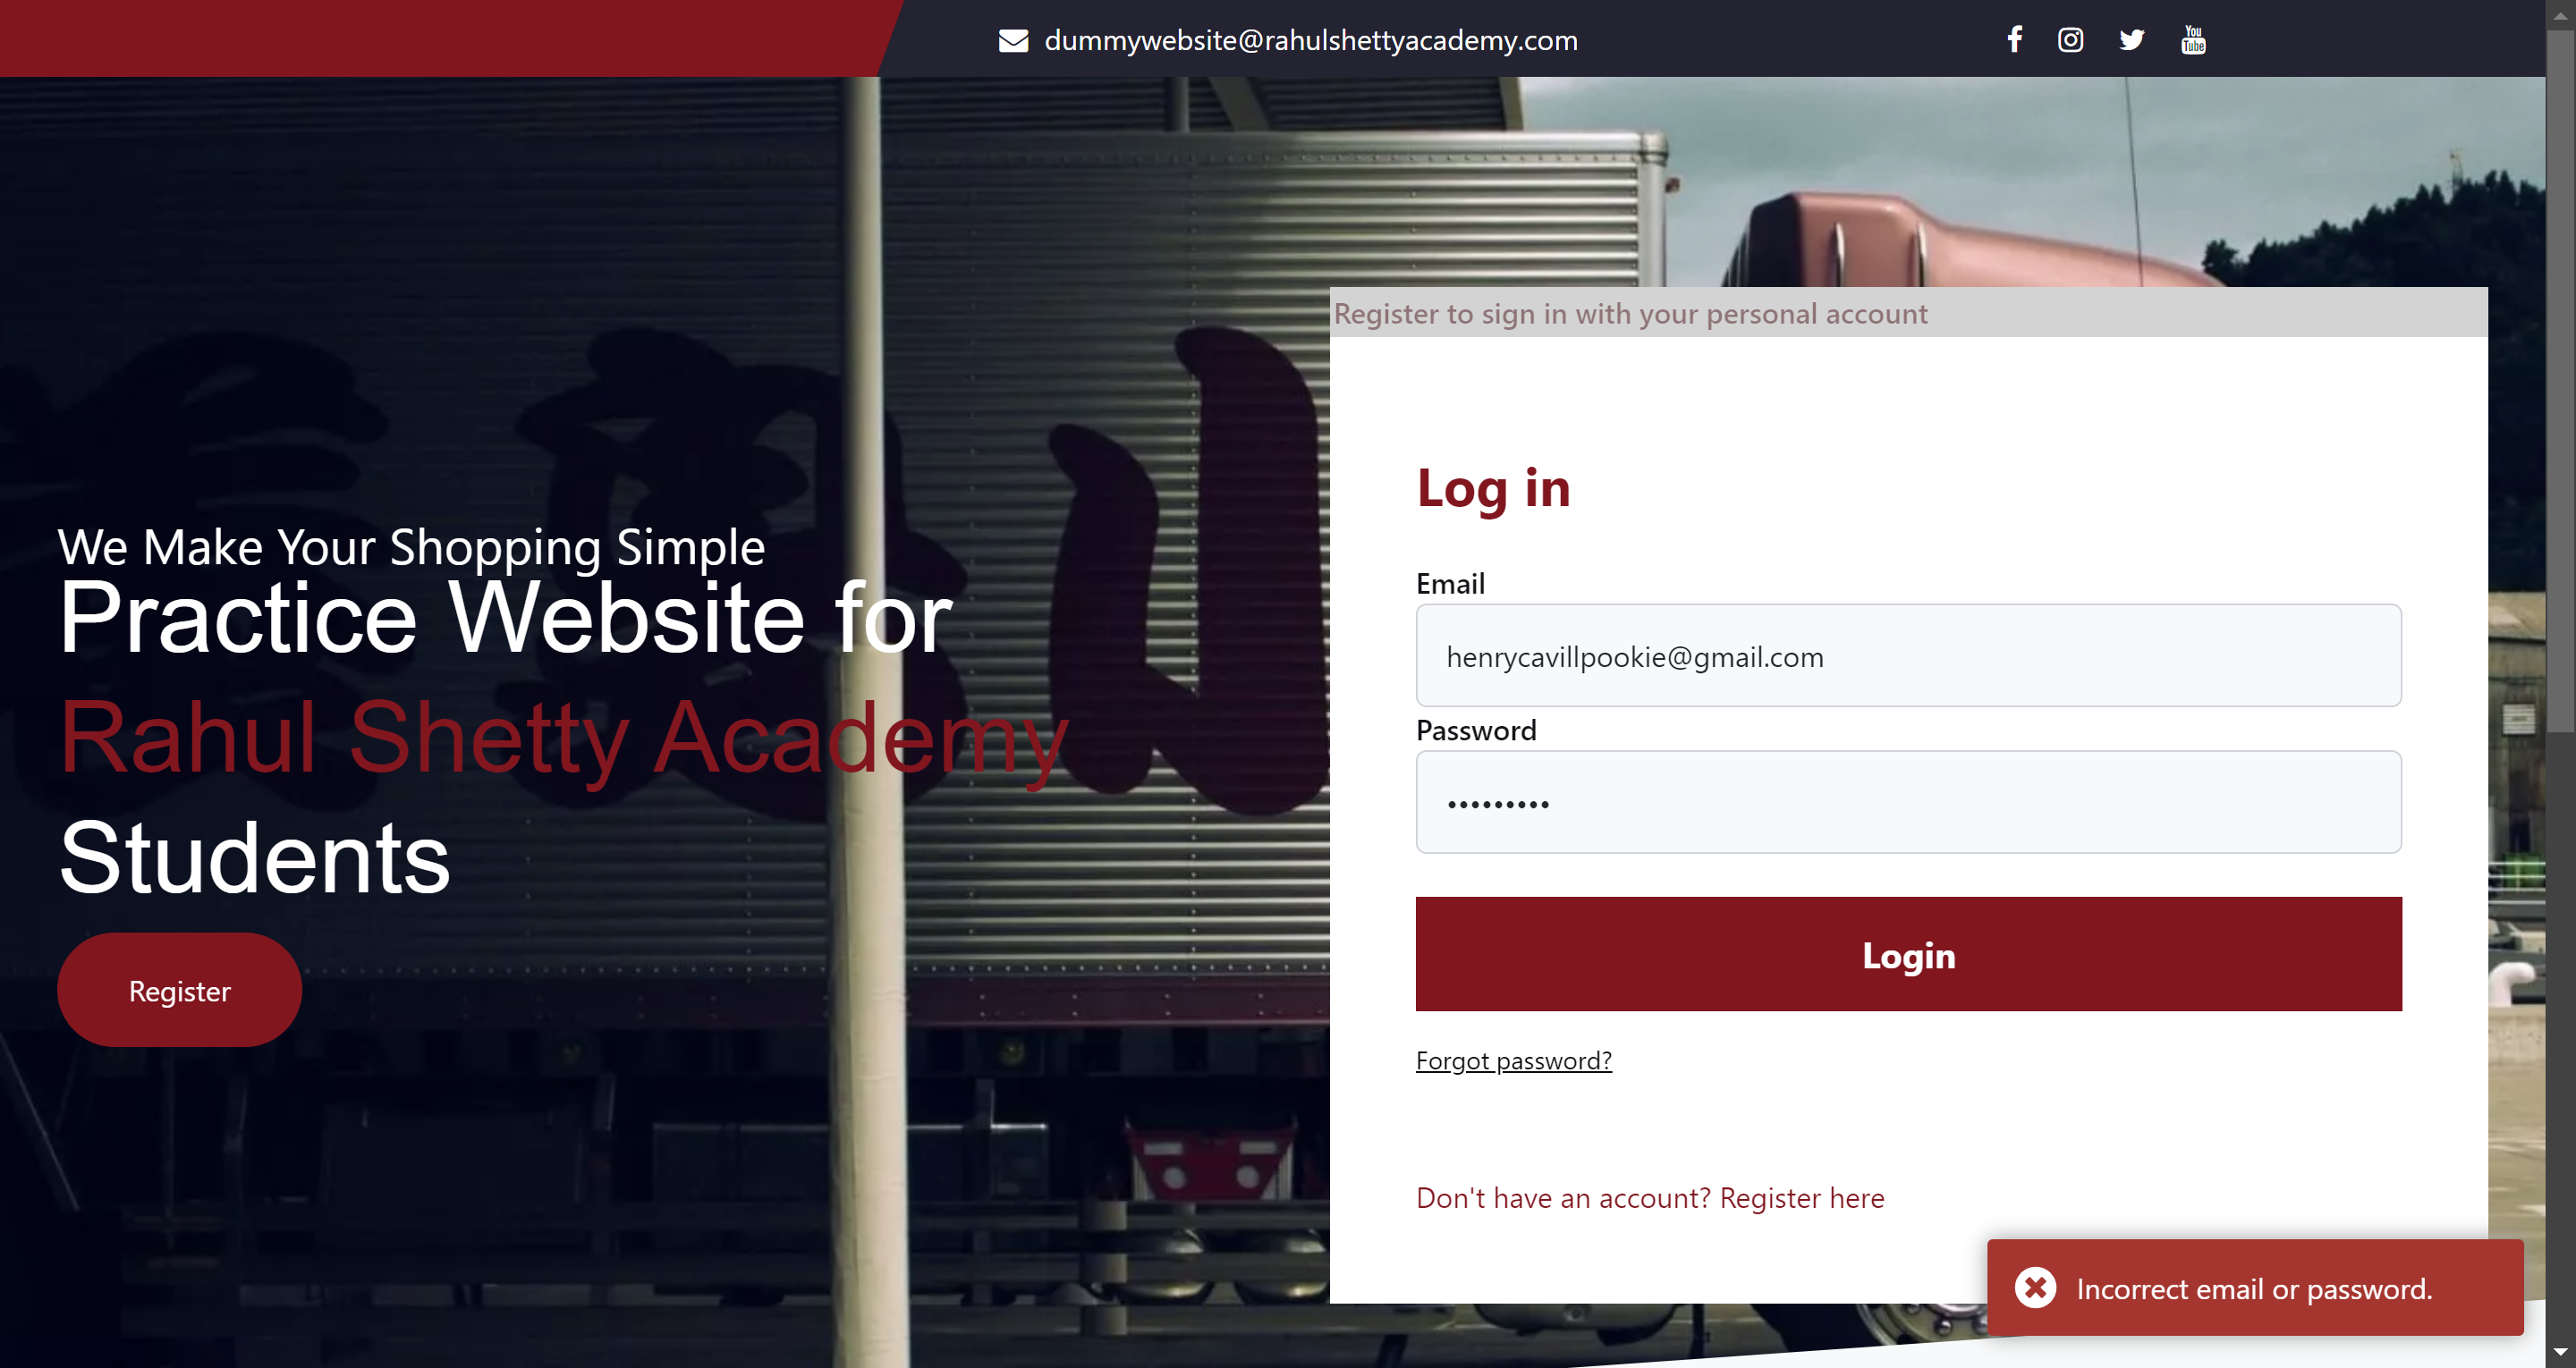 dummywebsite@rahulshettyacademy.com
You
Tube
We Make Your Shopping Simple
Practice Website for
Rahul Shetty Academy
Students
Register
Register to sign in with your personal account
Log in
Email
henrycavillpookie@gmail.com
Password
•••••••••
Login
Forgot password?
Don't have an account? Register here
Incorrect email or password.